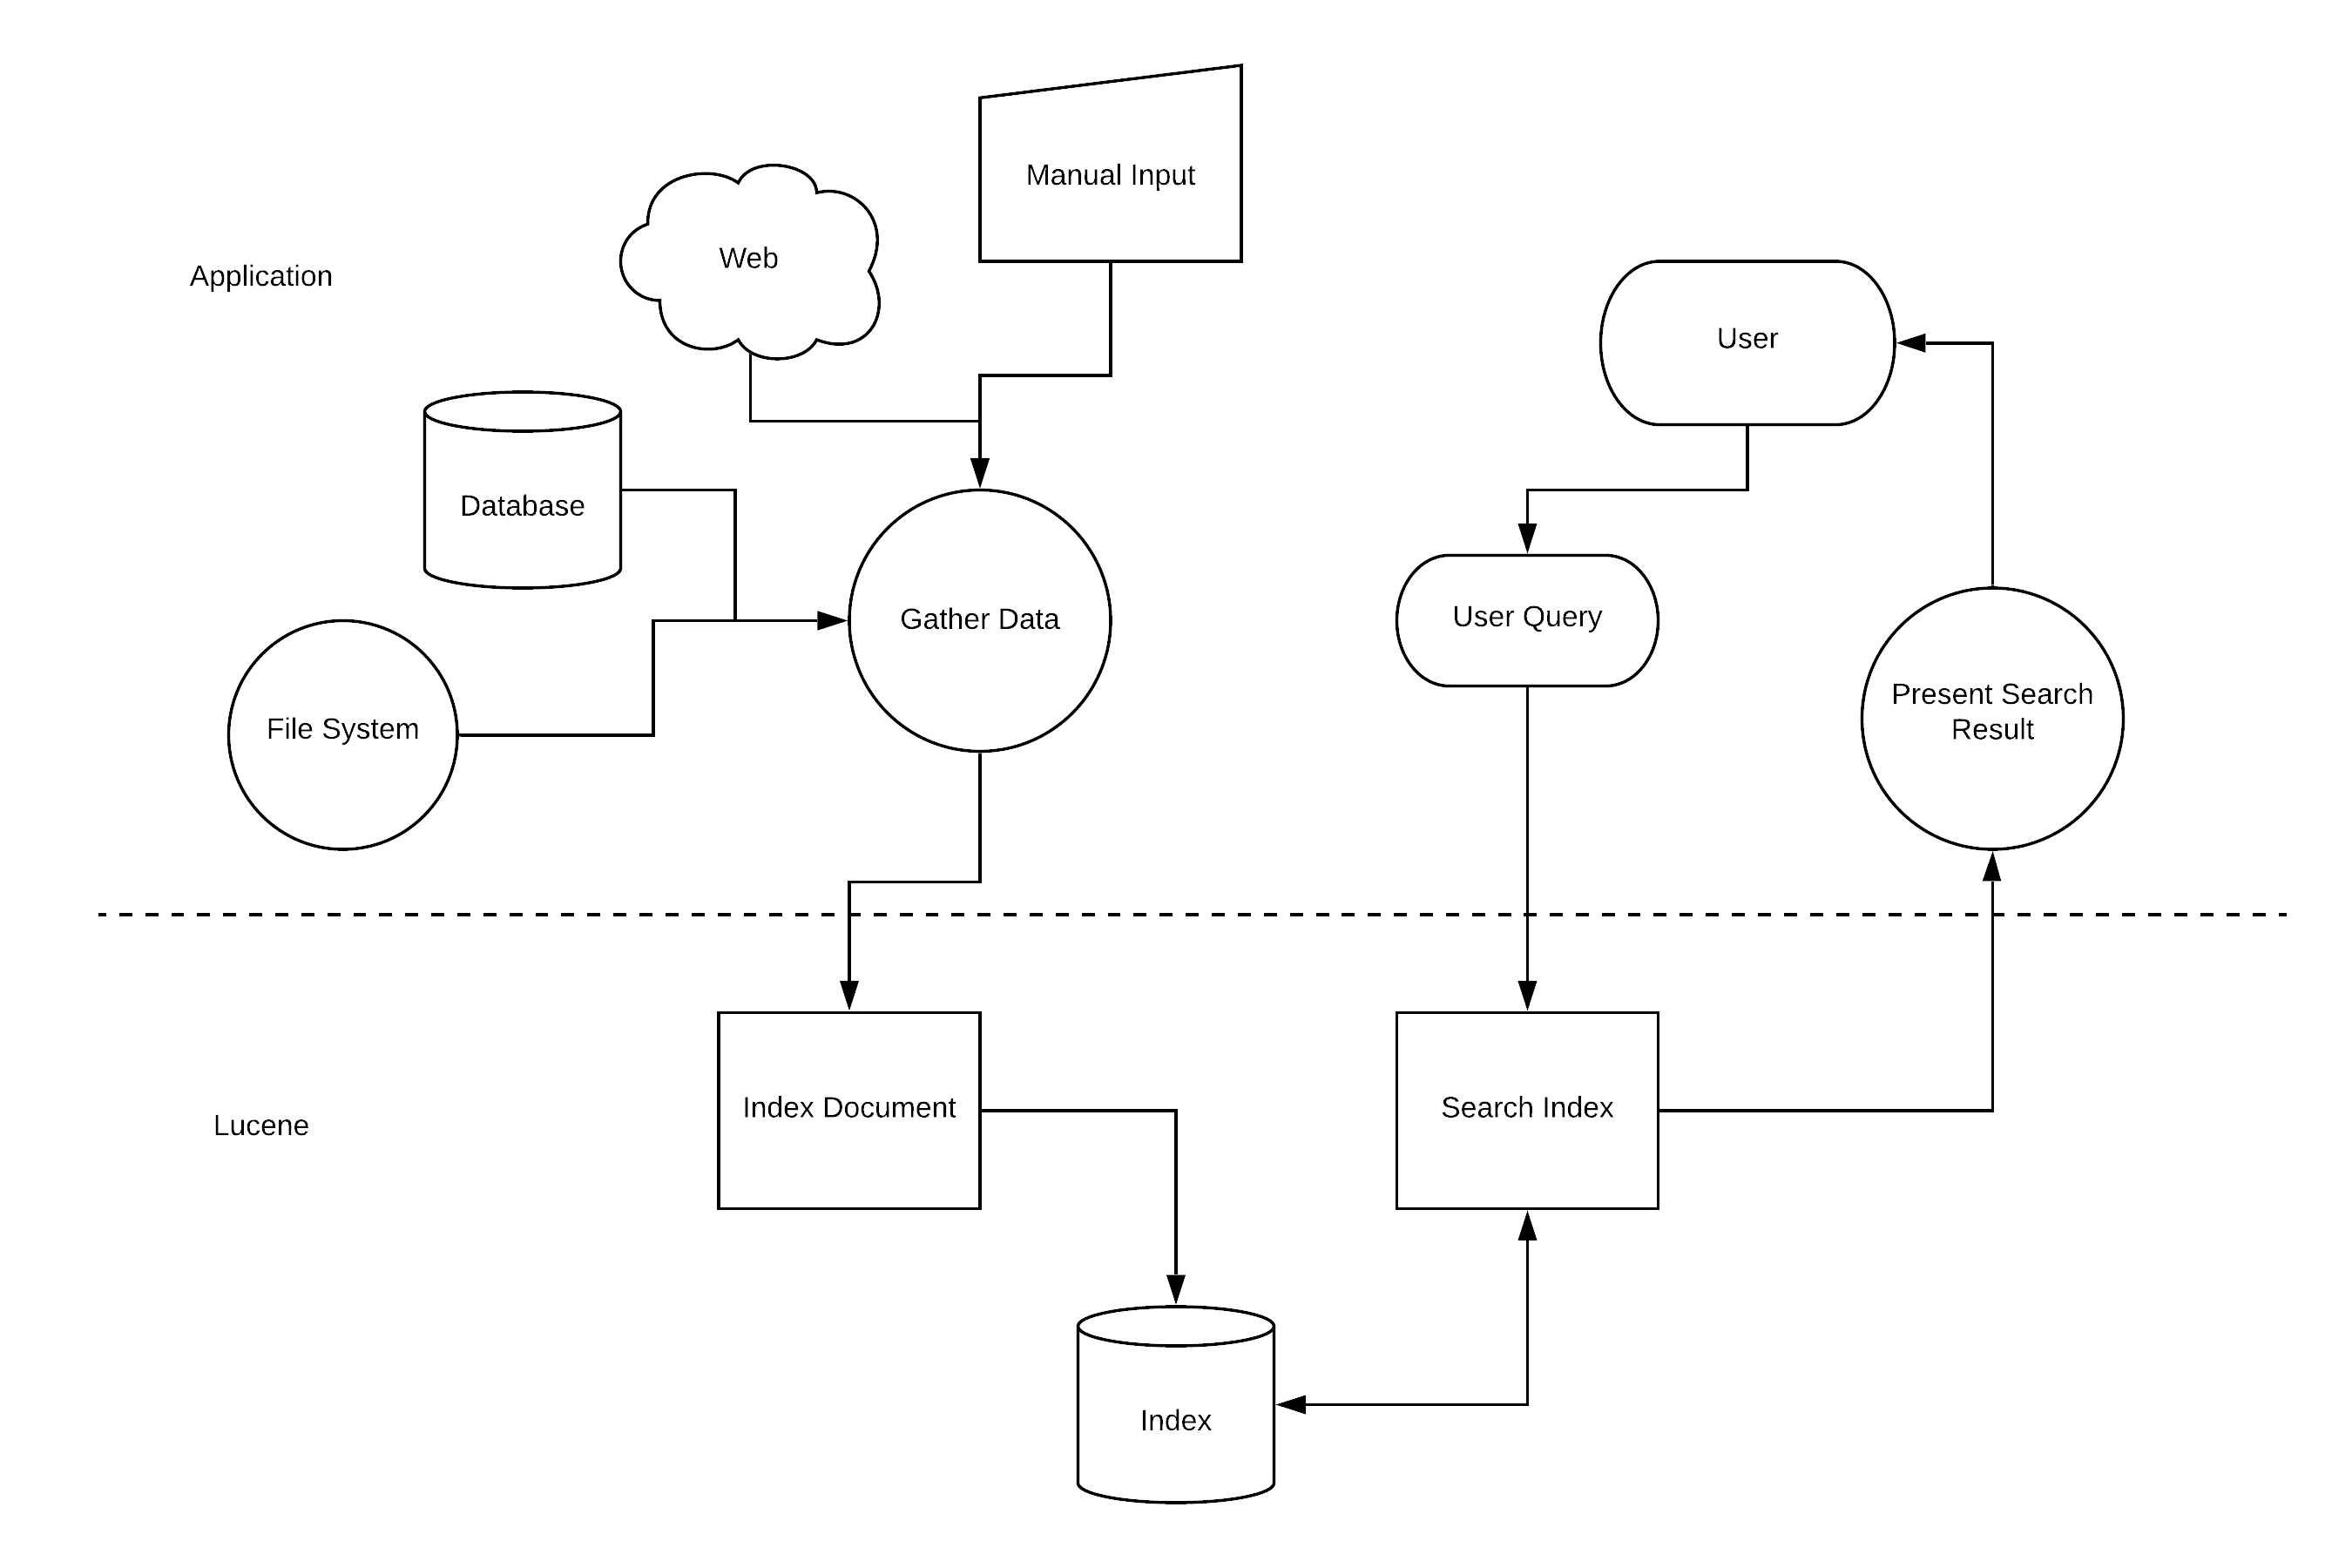 Manual Input
Web
Application
User
Database
Gather Data
User Query
File System
Present Search
Result
Index Document
Search Index
Lucene
Index